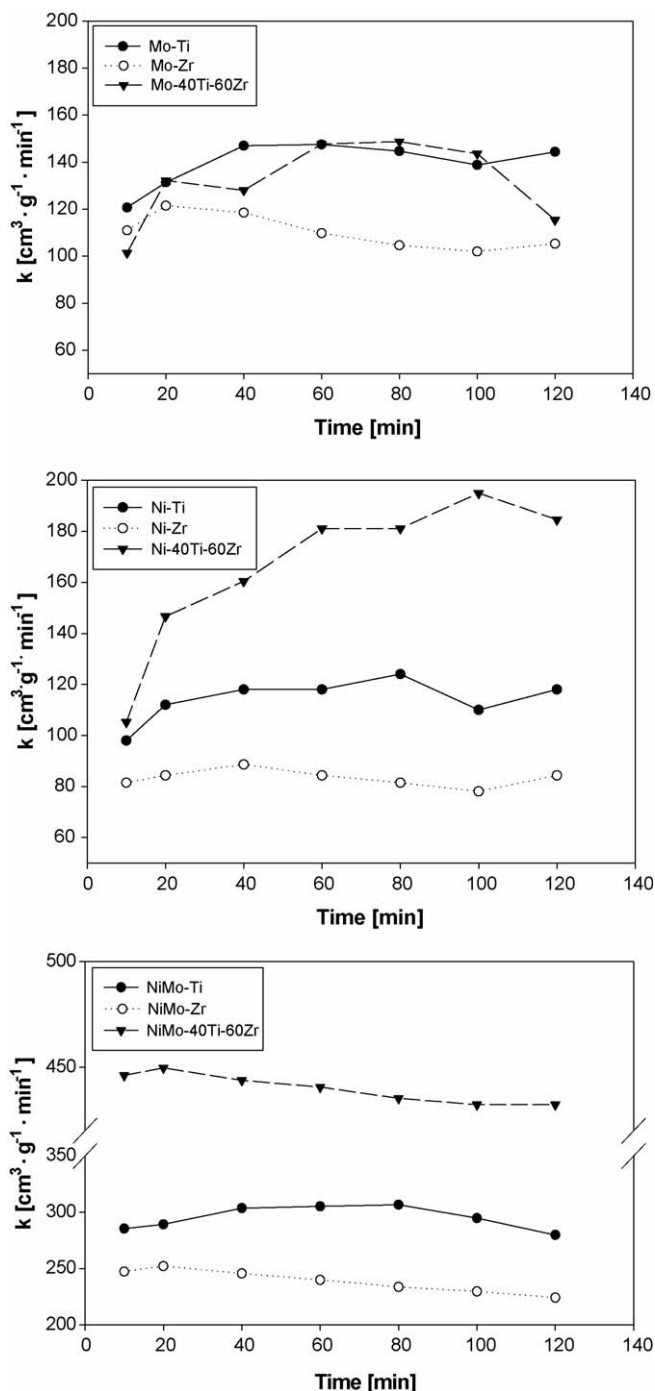 200
Mo-Ti
Mo-Zr
Mo-40Ti-60Zr
180
160
140
120
100
80
60
k [cm³ · g⁻¹ · min⁻¹]
0 20 40 60 80 100 120 140
Time [min]
200
Ni-Ti
Ni-Zr
Ni-40Ti-60Zr
180
160
140
120
100
80
60
k [cm³·g⁻¹· min⁻¹]
0 20 40 60 80 100 120 140
Time [min]
500
NiMo-Ti
NiMo-Zr
NiMo-40Ti-60Zr
450
350
300
250
200
k [cm³ · g⁻¹ · min⁻¹]
0 20 40 60 80 100 120 140
Time [min]